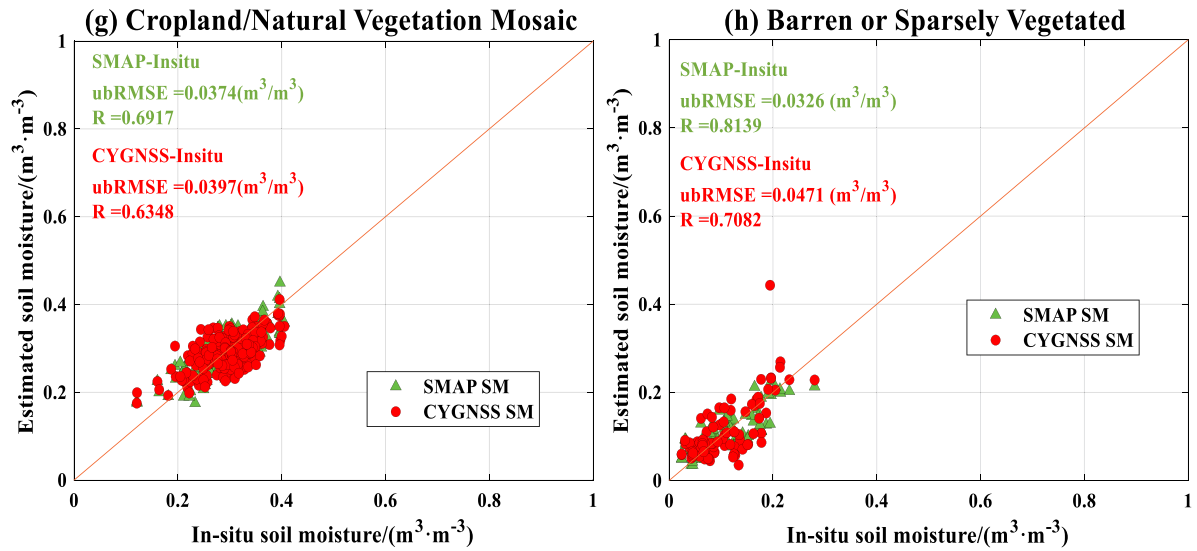 (g) Cropland/Natural Vegetation Mosaic
SMAP-Insitu
ubRMSE =0.0374(m³/m³)
R =0.6917
CYGNSS-Insitu
ubRMSE =0.0397(m³/m³)
R =0.6348
Estimated soil moisture/(m³·m⁻³)
1
0.8
0.6
0.4
0.2
0
SMAP SM
CYGNSS SM
0
0.2
0.4
0.6
0.8
1
In-situ soil moisture/(m³·m⁻³)
(h) Barren or Sparsely Vegetated
SMAP-Insitu
ubRMSE =0.0326 (m³/m³)
R =0.8139
CYGNSS-Insitu
ubRMSE =0.0471 (m³/m³)
R =0.7082
Estimated soil moisture/(m³·m⁻³)
1
0.8
0.6
0.4
0.2
0
SMAP SM
CYGNSS SM
0
0.2
0.4
0.6
0.8
1
In-situ soil moisture/(m³·m⁻³)